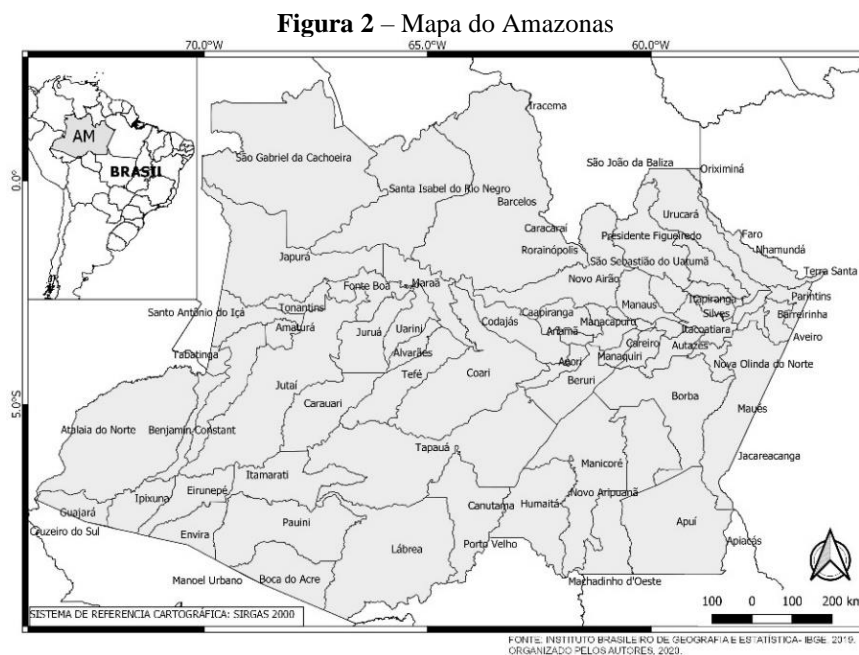 Figura 2 – Mapa do Amazonas
70.0°W 65.0°W 60.0°W
AM
BRASIL
0.0°
5.0°
Iracema
São Gabriel da Cachoeira
São João da Baliza
Oriximiná
Santa Isabel do Rio Negro
Barcelos
Urucará
Caracaraí
Presidente Figueiredo
Faro
Rorainópolis
Nhamundá
Japurá
São Sebastião do Uatumã
Terra Santa
Novo Airão
Maraã
Fonte Boa
Parintins
Itapiranga
Manaus
Tonantins
Santo Antônio do Içá
Caapiranga
Silves
Barreirinha
Codajás
Manacapuru
Amaturá
Juruá
Uarini
Anamã
Itacoatiara
Aveiro
Careiro
Autazes
Tabatinga
Alvarães
Manaquiri
Anori
Nova Olinda do Norte
Tefé
Coari
Beruri
Jutaí
Borba
Carauari
Maués
Atalaia do Norte
Benjamin Constant
Tapauá
Jacareacanga
Manicoré
Itamarati
Eirunepé
Ipixuna
Novo Aripuanã
Canutama
Humaitá
Guajará
Pauini
Apuí
Cruzeiro do Sul
Envira
Lábrea
Porto Velho
Apiacás
Manoel Urbano
Boca do Acre
Machadinho d'Oeste
100 0 100 200 km
SISTEMA DE REFERENCIA CARTOGRÁFICA: SIRGAS 2000
FONTE: INSTITUTO BRASILEIRO DE GEOGRAFIA E ESTATÍSTICA- IBGE, 2019.
ORGANIZADO PELOS AUTORES, 2020.